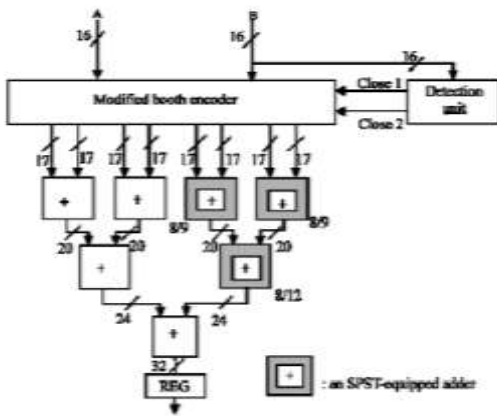 A
B
16
16
16
Modified booth encoder
Close 1
Close 2
Detection
unit
17 17 17 17 17 17 17 17
+ + + +
8/9
8/9
20 20 20 20
+ +
8/12
24 24
+
32
REG
+ : an SPST-equipped adder